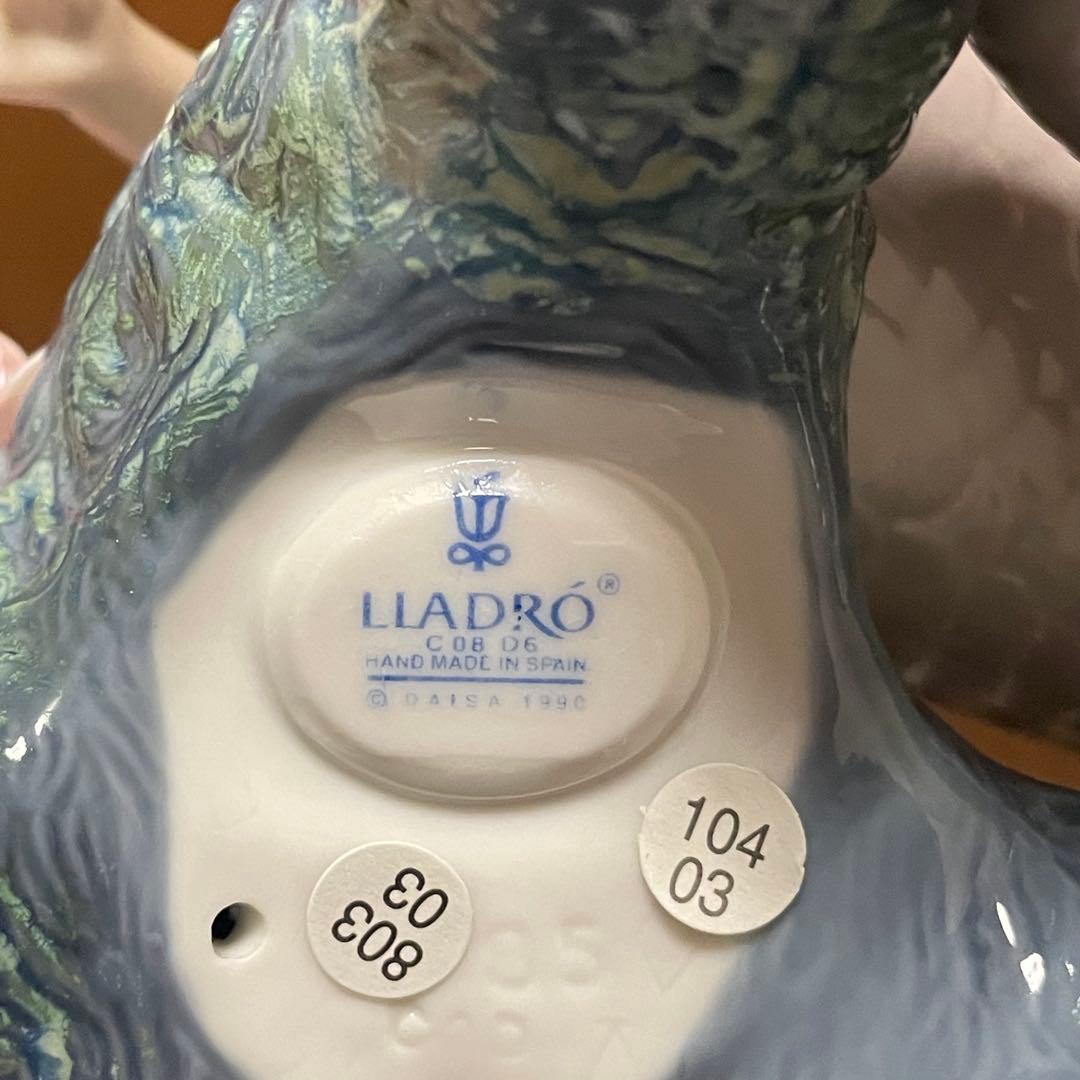 LLADRÓ®
C 08 D6
HAND MADE IN SPAIN
© DAISA 1990
104
03
803
03